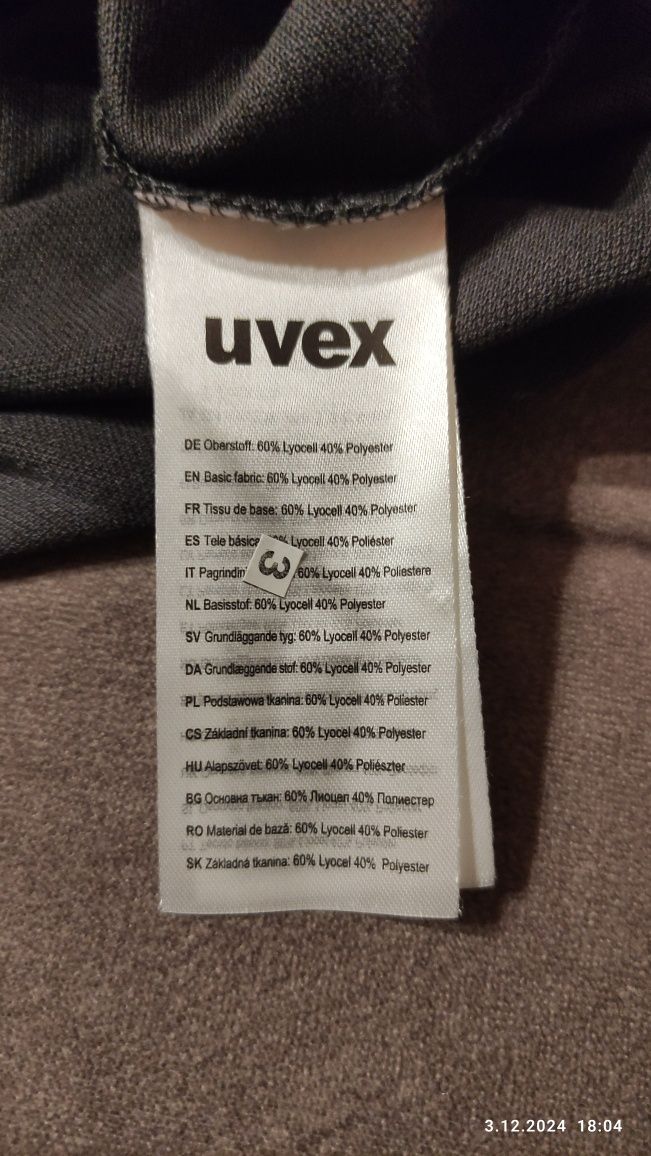 uvex
DE Oberstoff: 60% Lyocell 40% Polyester
EN Basic fabric: 60% Lyocell 40% Polyester
FR Tissu de base: 60% Lyocell 40% Polyester
ES Tele básica 40% Poliéster
IT 60% Lyocell 40% Poliestere
3
NL Basisstof: 60% Lyocell 40% Polyester
SV Grundläggande tyg: 60% Lyocell 40% Polyester
DA Grundlæggende stof: 60% Lyocell 40% Polyester
PL Podstawowa tkanina: 60% Lyocell 40% Poliester
CS Základní tkanina: 60% Lyocel 40% Polyester
HU Alapszövet: 60% Lyocell 40% Poliészter
BG Основна тъкан: 60% Лиоцел 40% Полиестер
RO Material de bază: 60% Lyocell 40% Poliester
SK Základná tkanina: 60% Lyocel 40% Polyester
3.12.2024 18:04